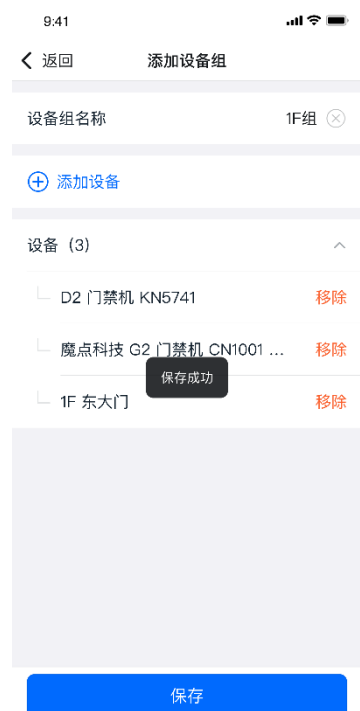 9:41
返回
添加设备组
设备组名称
1F组
添加设备
设备（3）
D2 门禁机 KN5741
移除
魔点科技 G2 门禁机 CN1001 ...
移除
保存成功
1F 东大门
移除
保存